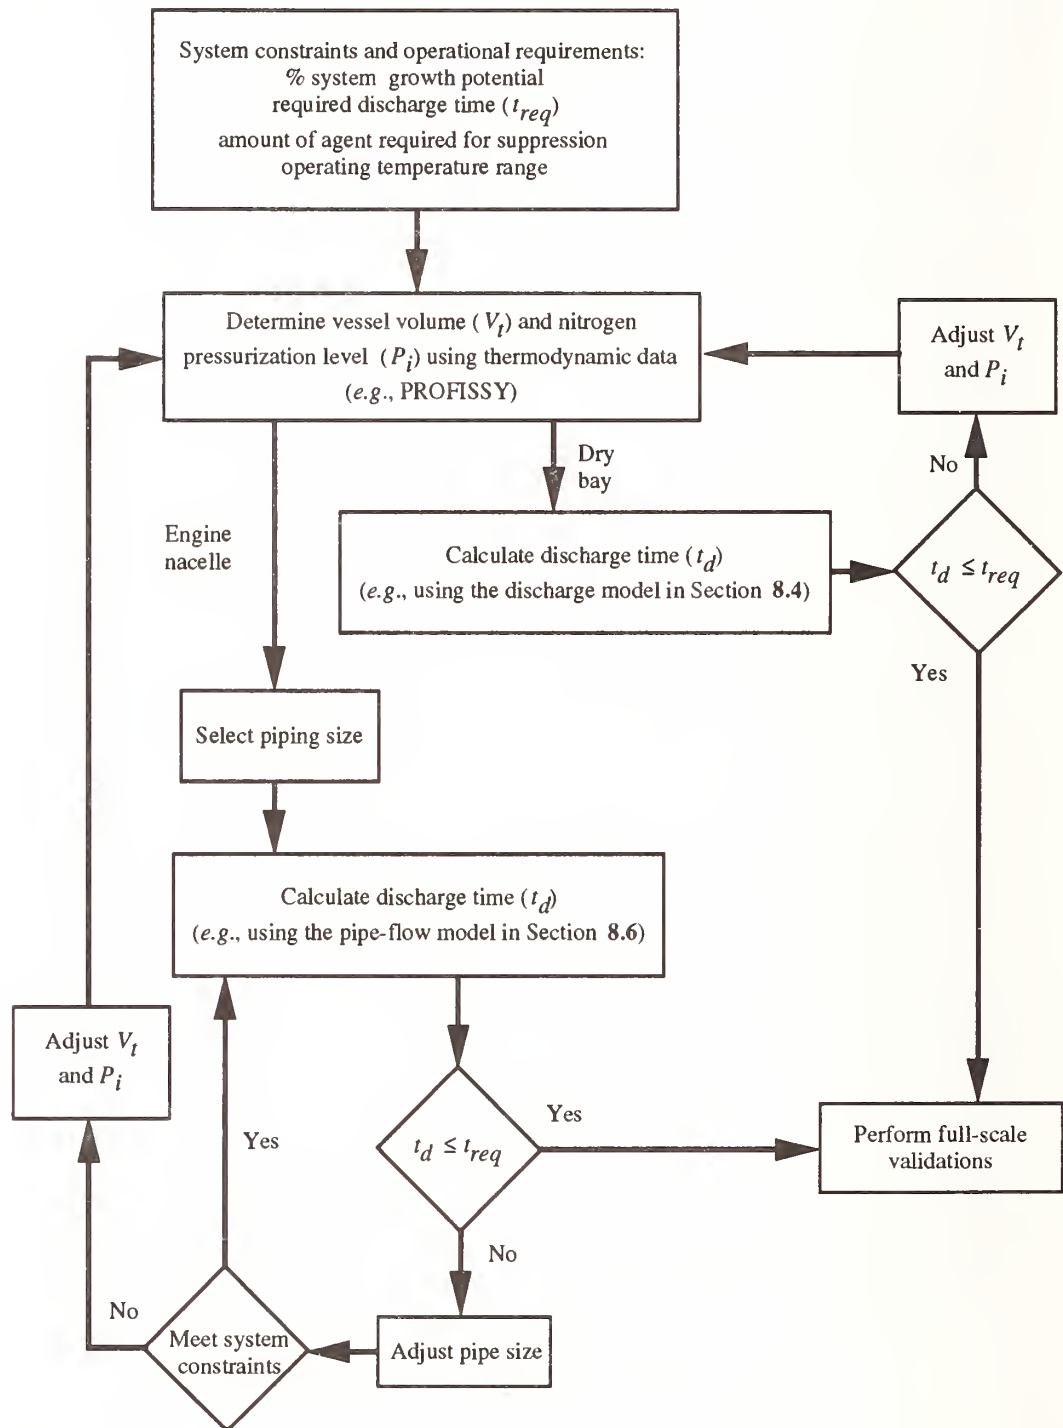 System constraints and operational requirements:
% system growth potential
required discharge time (t_req)
amount of agent required for suppression
operating temperature range
Determine vessel volume (V_t) and nitrogen
pressurization level (P_i) using thermodynamic data
(e.g., PROFISSY)
Adjust V_t
and P_i
No
Dry
bay
Engine
nacelle
Calculate discharge time (t_d)
(e.g., using the discharge model in Section 8.4)
t_d ≤ t_req
Yes
Select piping size
Calculate discharge time (t_d)
(e.g., using the pipe-flow model in Section 8.6)
Adjust V_t
and P_i
Yes
t_d ≤ t_req
Yes
Perform full-scale
validations
No
No
Meet system
constraints
Adjust pipe size